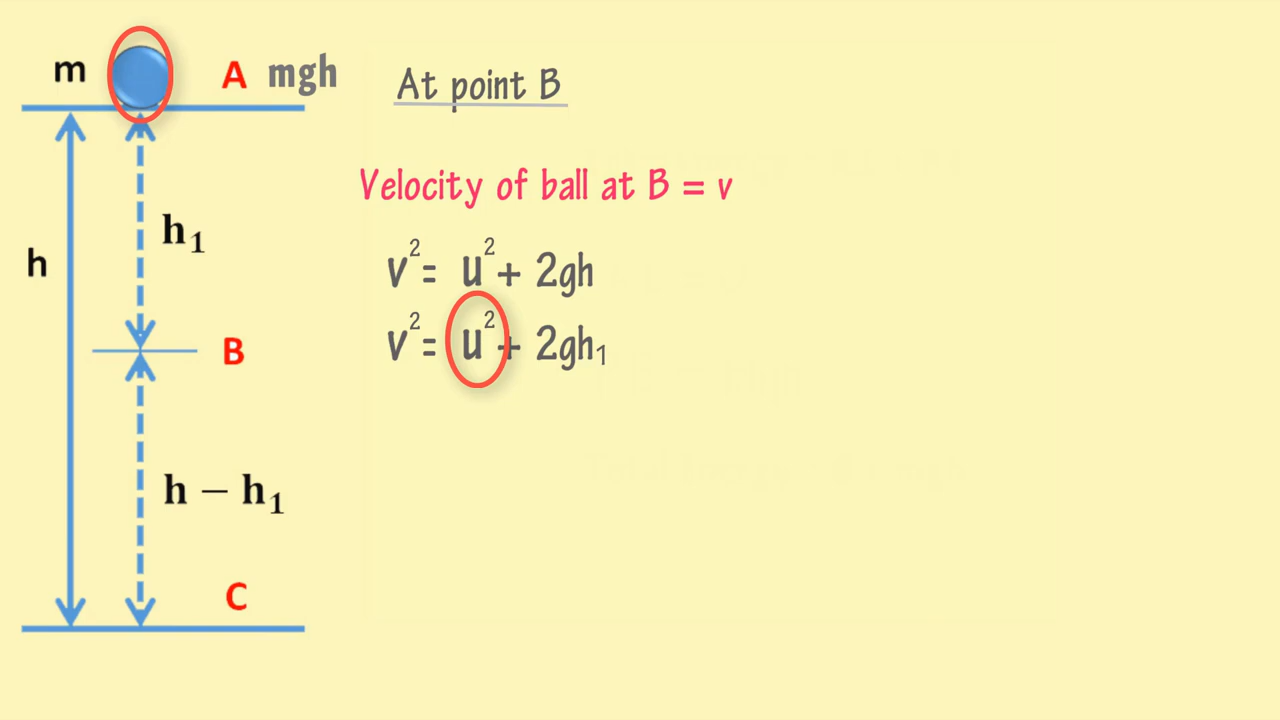 m
A mgh
At point B
Velocity of ball at B = v
h₁
h
v² = u² + 2gh
v² = u² + 2gh₁
B
h − h₁
C